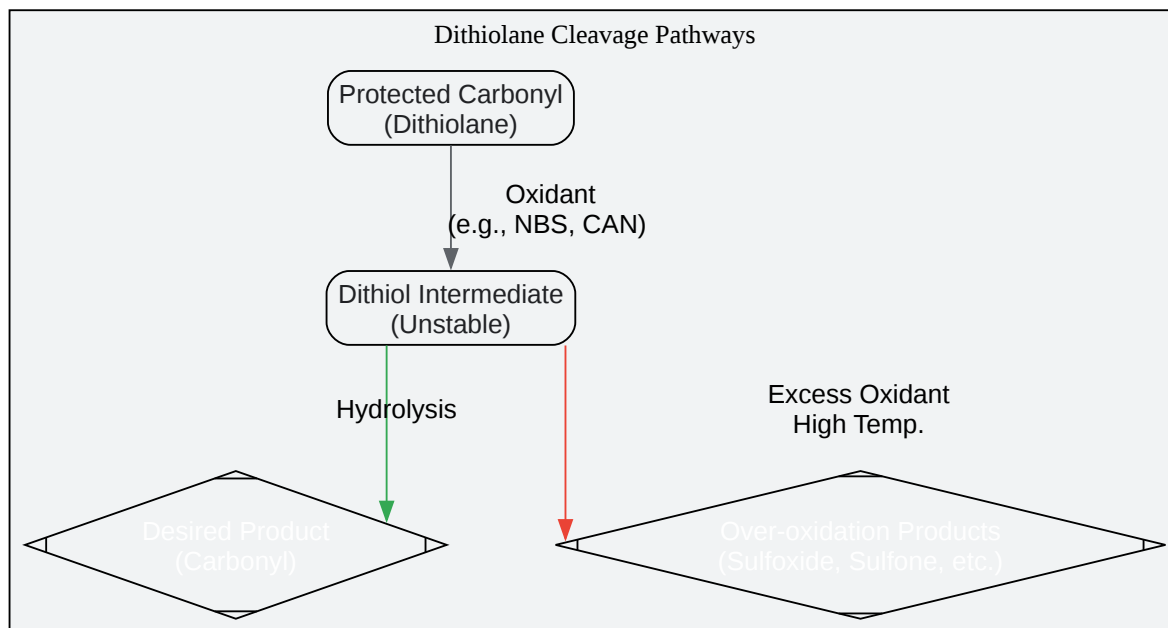 Dithiolane Cleavage Pathways
Protected Carbonyl
(Dithiolane)
Oxidant
(e.g., NBS, CAN)
Dithiol Intermediate
(Unstable)
Hydrolysis
Excess Oxidant
High Temp.
Desired Product
(Carbonyl)
Over-oxidation Products
(Sulfoxide, Sulfone, etc.)